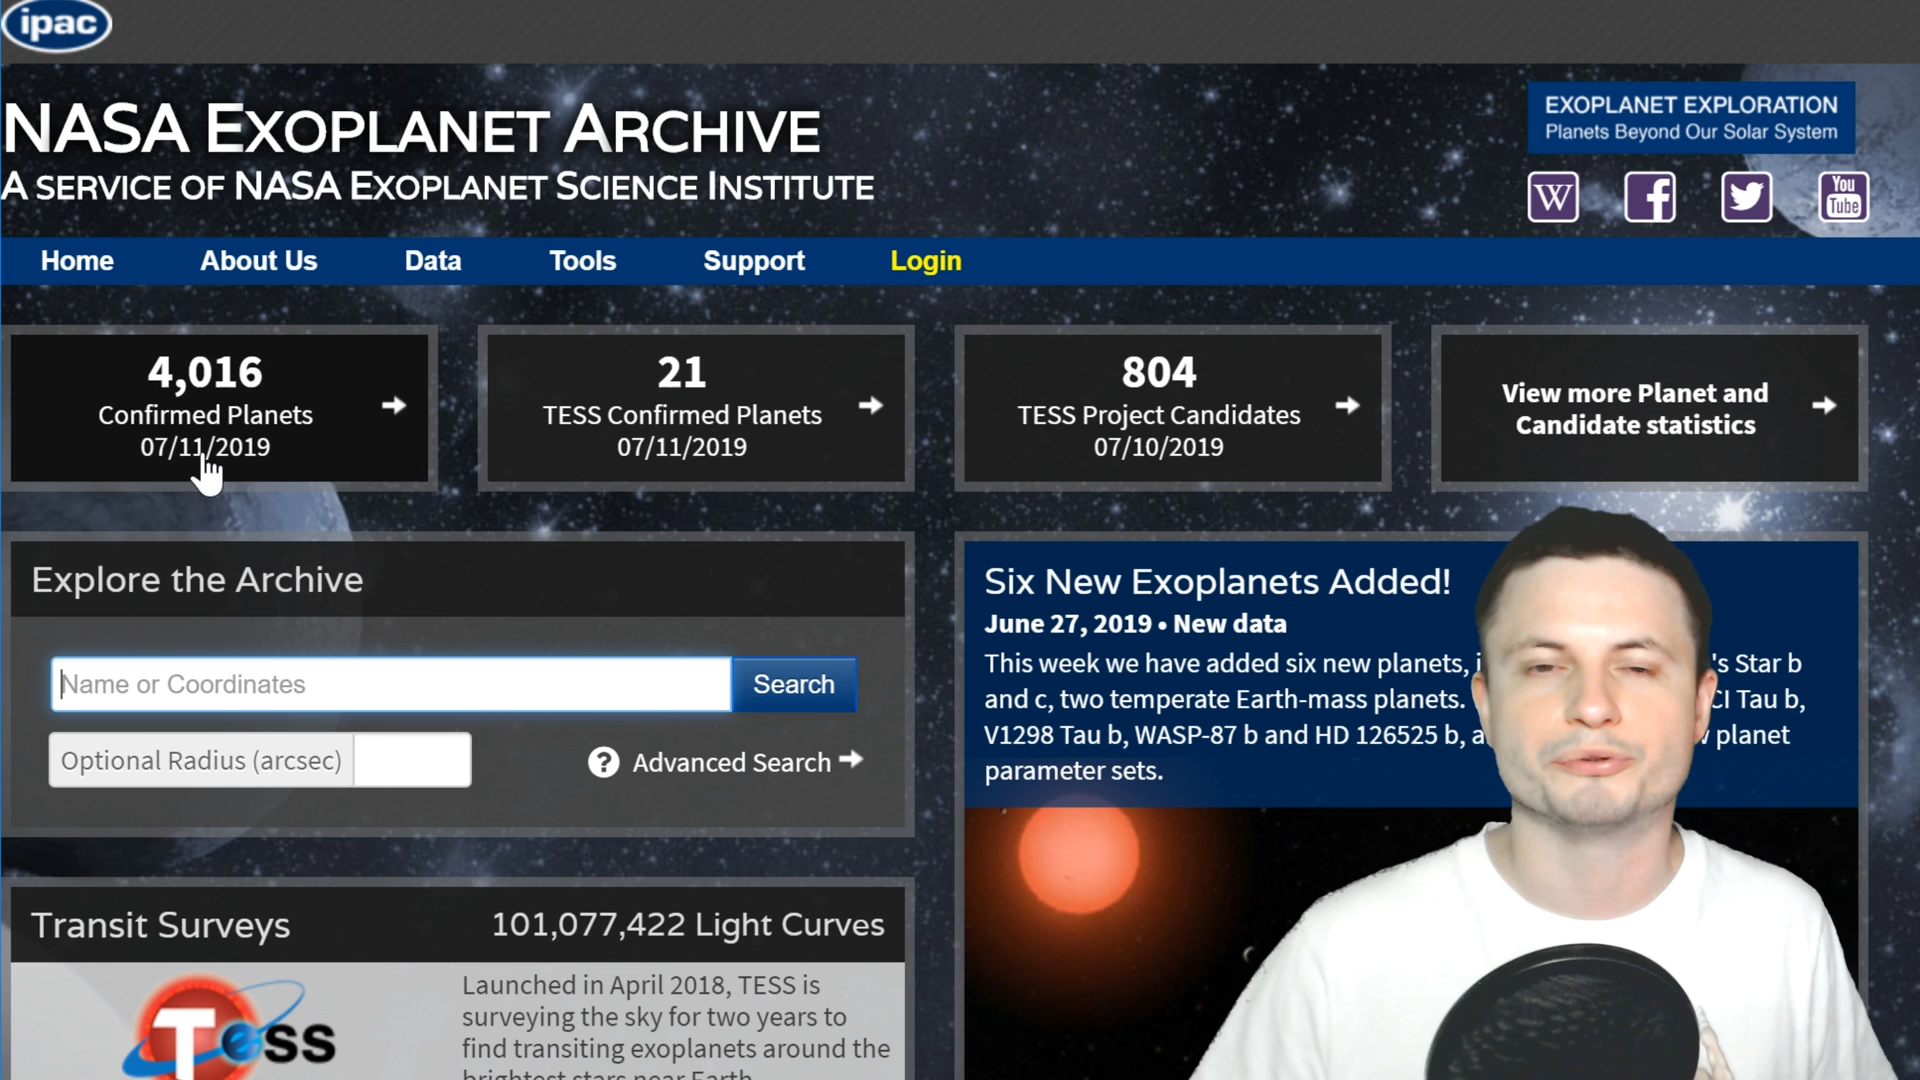 ipac
NASA EXOPLANET ARCHIVE
A SERVICE OF NASA EXOPLANET SCIENCE INSTITUTE
EXOPLANET EXPLORATION
Planets Beyond Our Solar System
W
f
You
Tube
Home About Us Data Tools Support Login
4,016
Confirmed Planets
07/11/2019
21
TESS Confirmed Planets
07/11/2019
804
TESS Project Candidates
07/10/2019
View more Planet and
Candidate statistics
Explore the Archive
Name or Coordinates Search
Optional Radius (arcsec) ? Advanced Search
Six New Exoplanets Added!
June 27, 2019 • New data
This week we have added six new planets, 's Star b
and c, two temperate Earth-mass planets. CI Tau b,
V1298 Tau b, WASP-87 b and HD 126525 b, planet
parameter sets.
Transit Surveys 101,077,422 Light Curves
Tess
Launched in April 2018, TESS is
surveying the sky for two years to
find transiting exoplanets around the
brightest stars near Earth